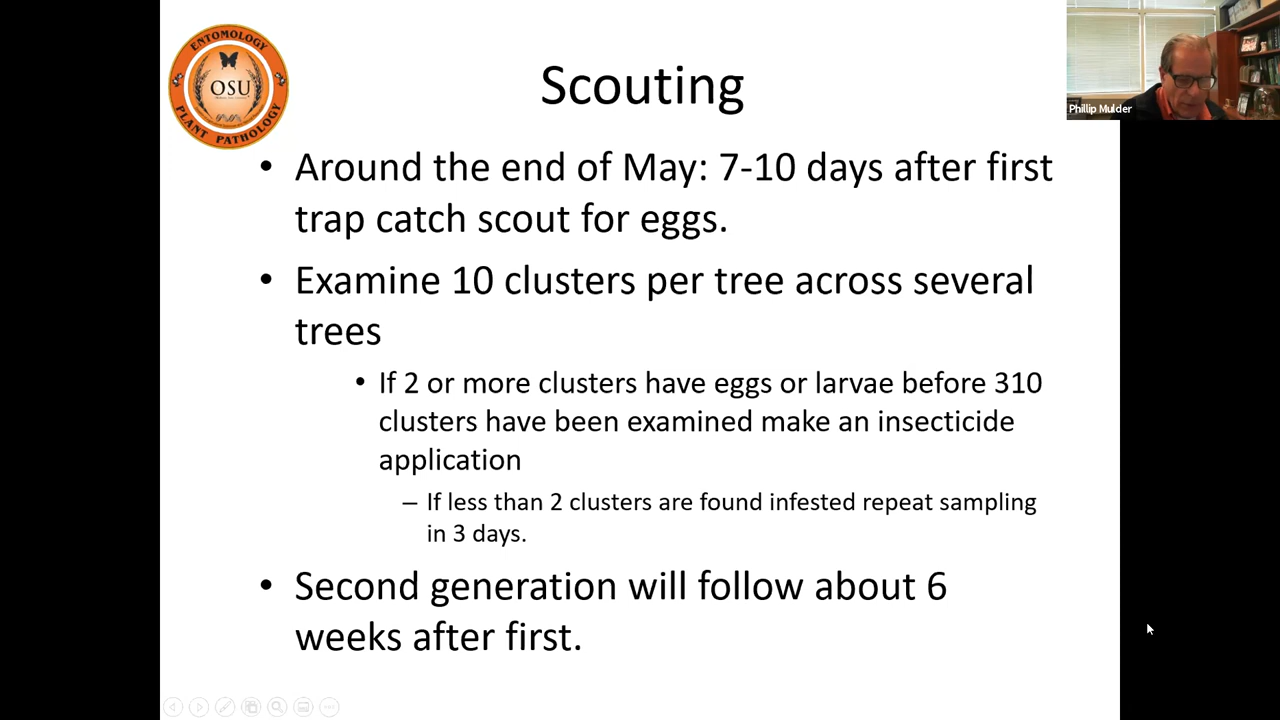 ENTOMOLOGY
OSU
PLANT PATHOLOGY
Scouting
Phillip Mulder
• Around the end of May: 7-10 days after first
trap catch scout for eggs.
• Examine 10 clusters per tree across several
trees
• If 2 or more clusters have eggs or larvae before 310
clusters have been examined make an insecticide
application
– If less than 2 clusters are found infested repeat sampling
in 3 days.
• Second generation will follow about 6
weeks after first.